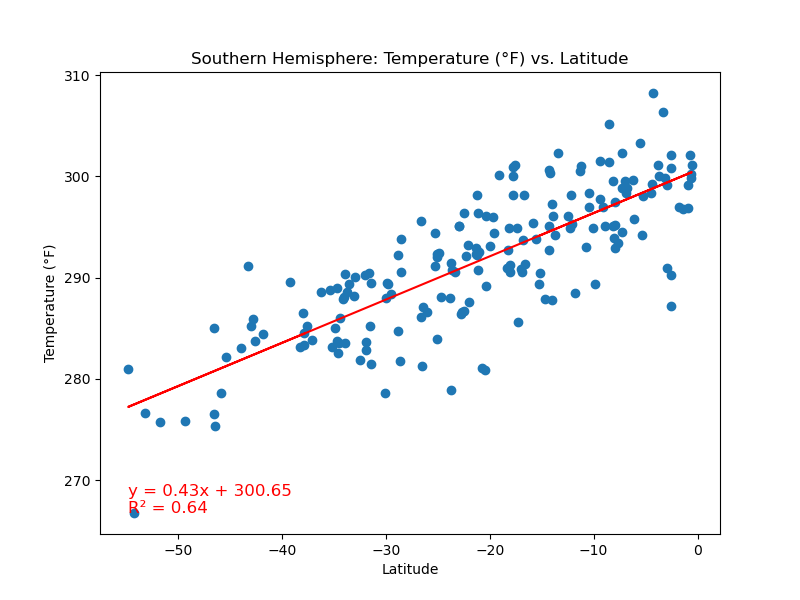 Southern Hemisphere: Temperature (°F) vs. Latitude
310
300
290
280
270
Temperature (°F)
y = 0.43x + 300.65
R² = 0.64
−50
−40
−30
−20
−10
0
Latitude